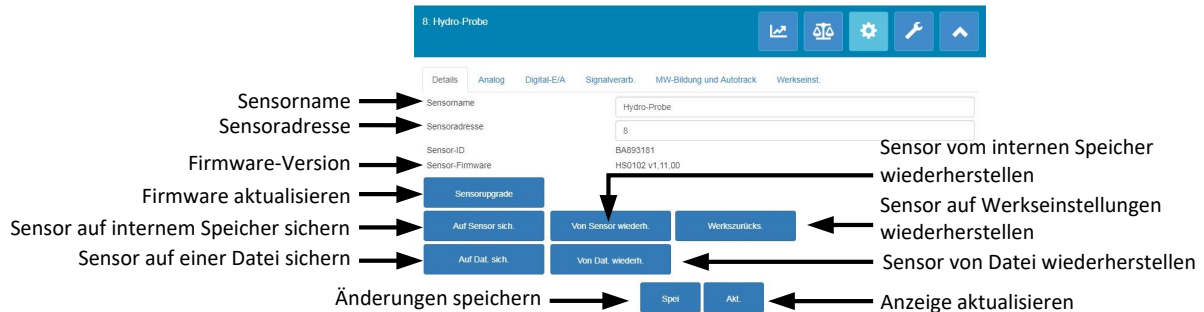 8: Hydro-Probe
Details Analog Digital-E/A Signalverarb. MW-Bildung und Autotrack Werkseinst.
Sensorname Sensorname Hydro-Probe
Sensoradresse Sensoradresse 8
Sensor-ID BA893181
Firmware-Version Sensor-Firmware HS0102 v1,11,00
Sensor vom internen Speicher
wiederherstellen
Firmware aktualisieren Sensorupgrade
Sensor auf Werkseinstellungen
wiederherstellen
Sensor auf internem Speicher sichern Auf Sensor sich. Von Sensor wiederh. Werkszurücks.
Sensor auf einer Datei sichern Auf Dat. sich. Von Dat. wiederh. Sensor von Datei wiederherstellen
Änderungen speichern Spei Akt. Anzeige aktualisieren